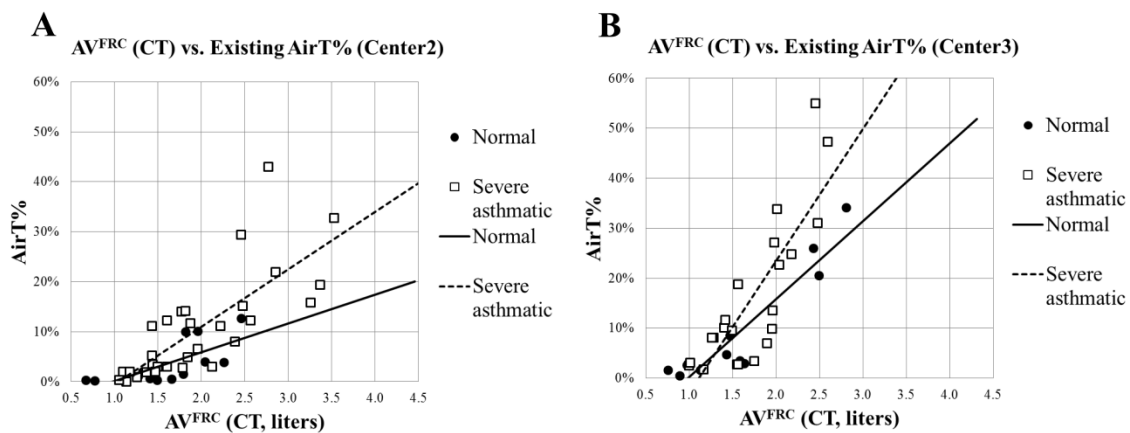 A
AV^FRC (CT) vs. Existing AirT% (Center2)
60%
50%
40%
30%
20%
10%
0%
AirT%
0.5 1.0 1.5 2.0 2.5 3.0 3.5 4.0 4.5
AV^FRC (CT, liters)
Normal
Severe
asthmatic
Normal
Severe
asthmatic
B
AV^FRC (CT) vs. Existing AirT% (Center3)
60%
50%
40%
30%
20%
10%
0%
AirT%
0.5 1.0 1.5 2.0 2.5 3.0 3.5 4.0 4.5
AV^FRC (CT, liters)
Normal
Severe
asthmatic
Normal
Severe
asthmatic